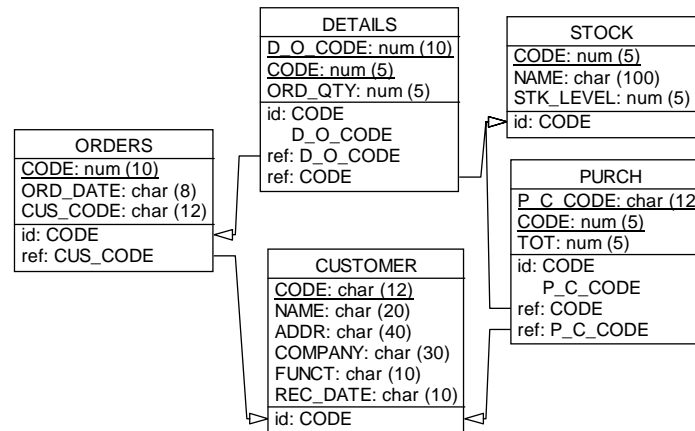 DETAILS
D_O_CODE: num (10)
CODE: num (5)
ORD_QTY: num (5)
id: CODE
D_O_CODE
ref: D_O_CODE
ref: CODE
STOCK
CODE: num (5)
NAME: char (100)
STK_LEVEL: num (5)
id: CODE
ORDERS
CODE: num (10)
ORD_DATE: char (8)
CUS_CODE: char (12)
id: CODE
ref: CUS_CODE
PURCH
P_C_CODE: char (12
CODE: num (5)
TOT: num (5)
id: CODE
P_C_CODE
ref: CODE
ref: P_C_CODE
CUSTOMER
CODE: char (12)
NAME: char (20)
ADDR: char (40)
COMPANY: char (30)
FUNCT: char (10)
REC_DATE: char (10)
id: CODE